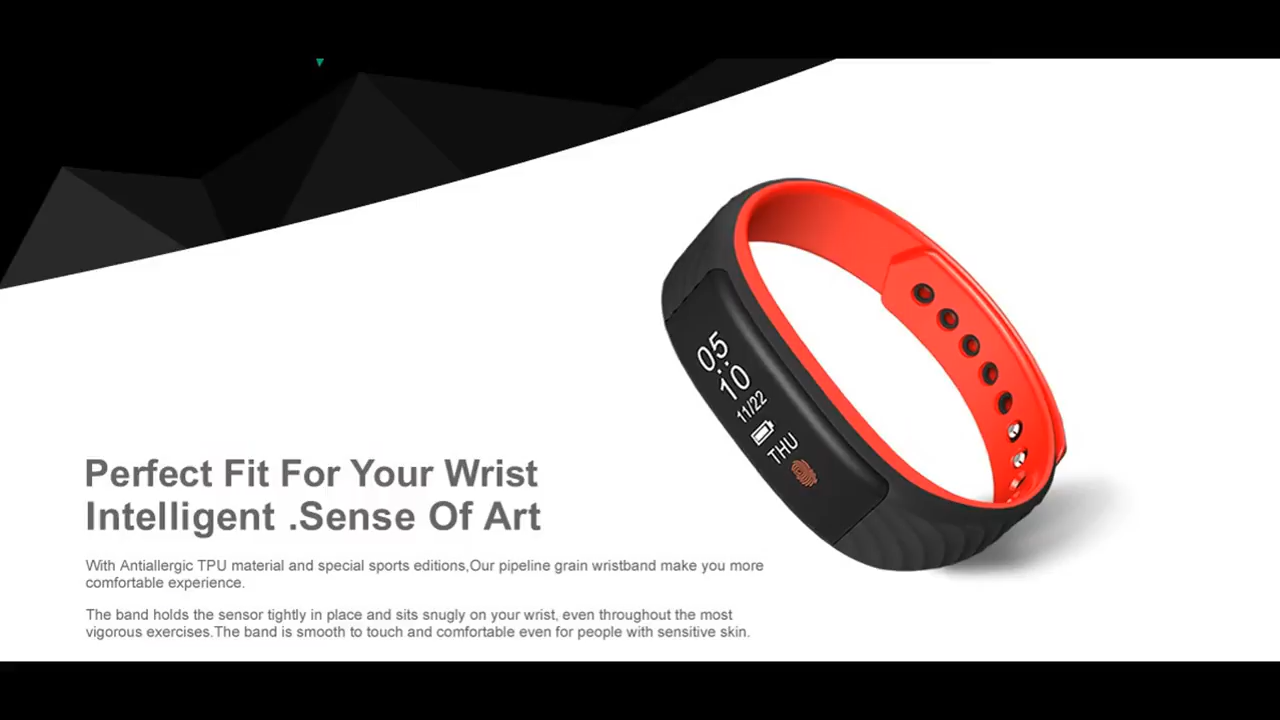 05:
10
11/22
THU
Perfect Fit For Your Wrist
Intelligent .Sense Of Art
With Antiallergic TPU material and special sports editions,Our pipeline grain wristband make you more
comfortable experience.
The band holds the sensor tightly in place and sits snugly on your wrist, even throughout the most
vigorous exercises.The band is smooth to touch and comfortable even for people with sensitive skin.